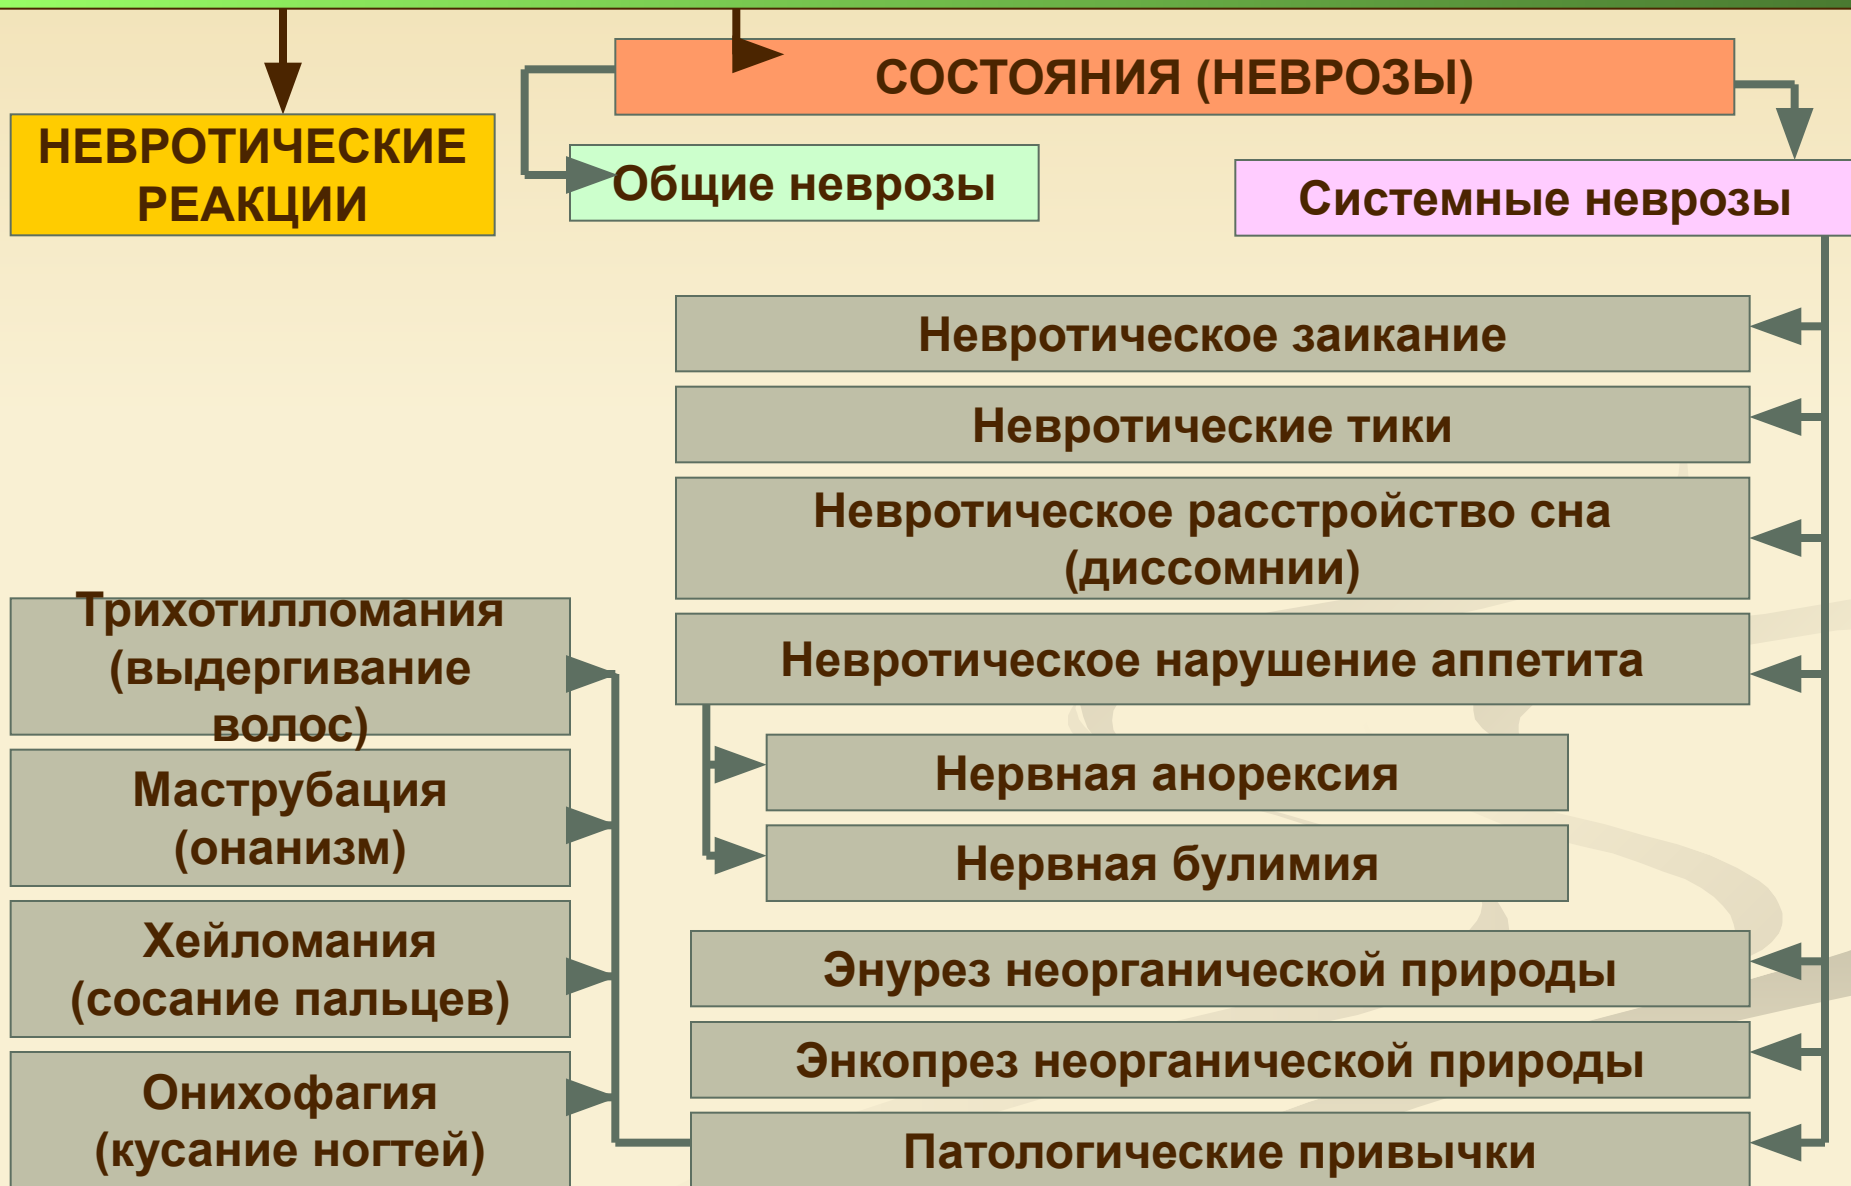 СОСТОЯНИЯ (НЕВРОЗЫ)
НЕВРОТИЧЕСКИЕ
РЕАКЦИИ
Общие неврозы
Системные неврозы
Невротическое заикание
Невротические тики
Невротическое расстройство сна
(диссомнии)
Невротическое нарушение аппетита
Нервная анорексия
Нервная булимия
Энурез неорганической природы
Энкопрез неорганической природы
Патологические привычки
Трихотилломания
(выдергивание
волос)
Маструбация
(онанизм)
Хейломания
(сосание пальцев)
Онихофагия
(кусание ногтей)